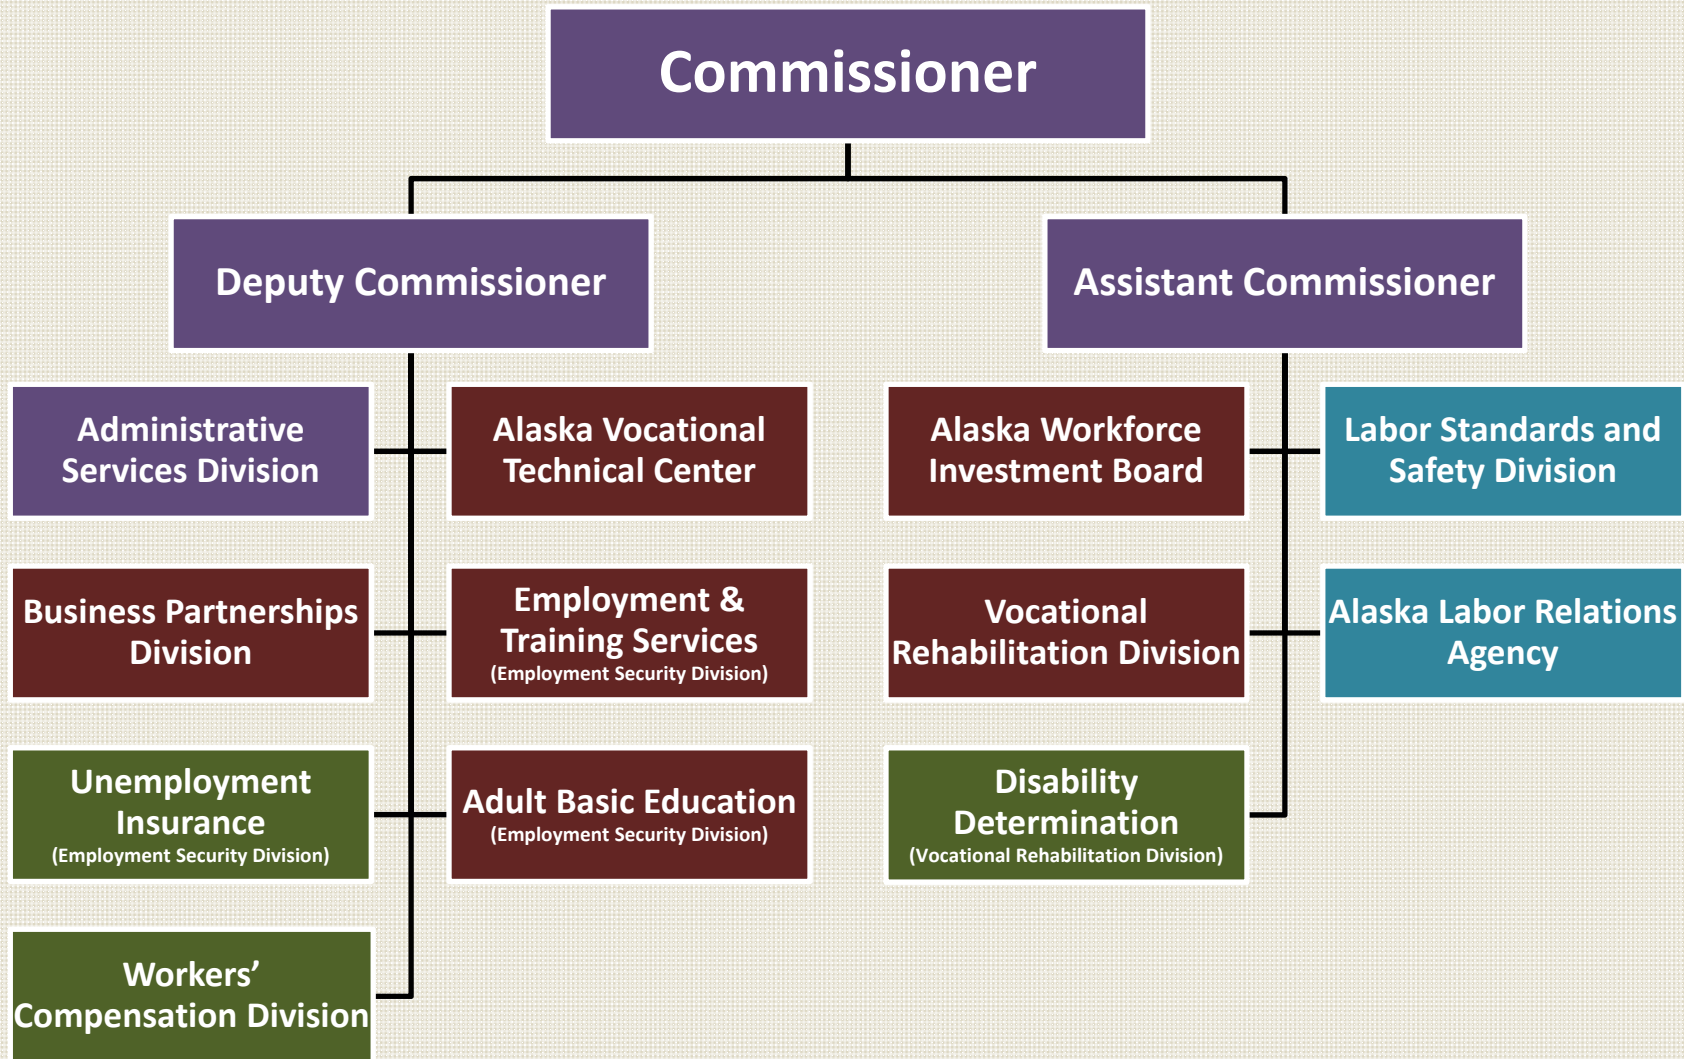 Commissioner
Deputy Commissioner
Assistant Commissioner
Administrative
Services Division
Alaska Vocational
Technical Center
Alaska Workforce
Investment Board
Labor Standards and
Safety Division
Business Partnerships
Division
Employment &
Training Services
(Employment Security Division)
Vocational
Rehabilitation Division
Alaska Labor Relations
Agency
Unemployment
Insurance
(Employment Security Division)
Adult Basic Education
(Employment Security Division)
Disability
Determination
(Vocational Rehabilitation Division)
Workers’
Compensation Division